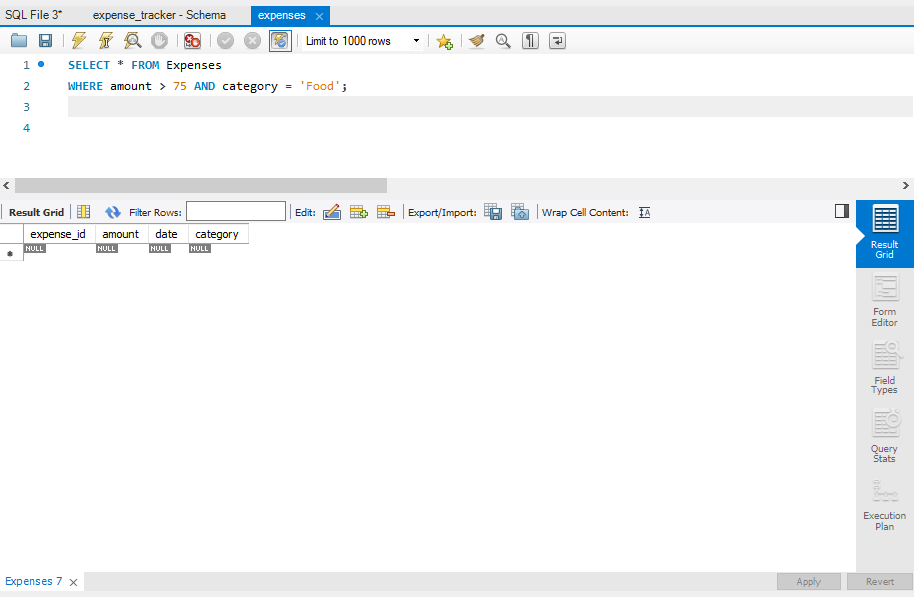 SQL File 3* expense_tracker - Schema expenses
Limit to 1000 rows
1 SELECT * FROM Expenses
2 WHERE amount > 75 AND category = 'Food';
3
4
Result Grid Filter Rows: Edit: Export/Import: Wrap Cell Content: IA
expense_id amount date category
NULL NULL NULL NULL
Result
Grid
Form
Editor
Field
Types
Query
Stats
Execution
Plan
Expenses 7 Apply Revert